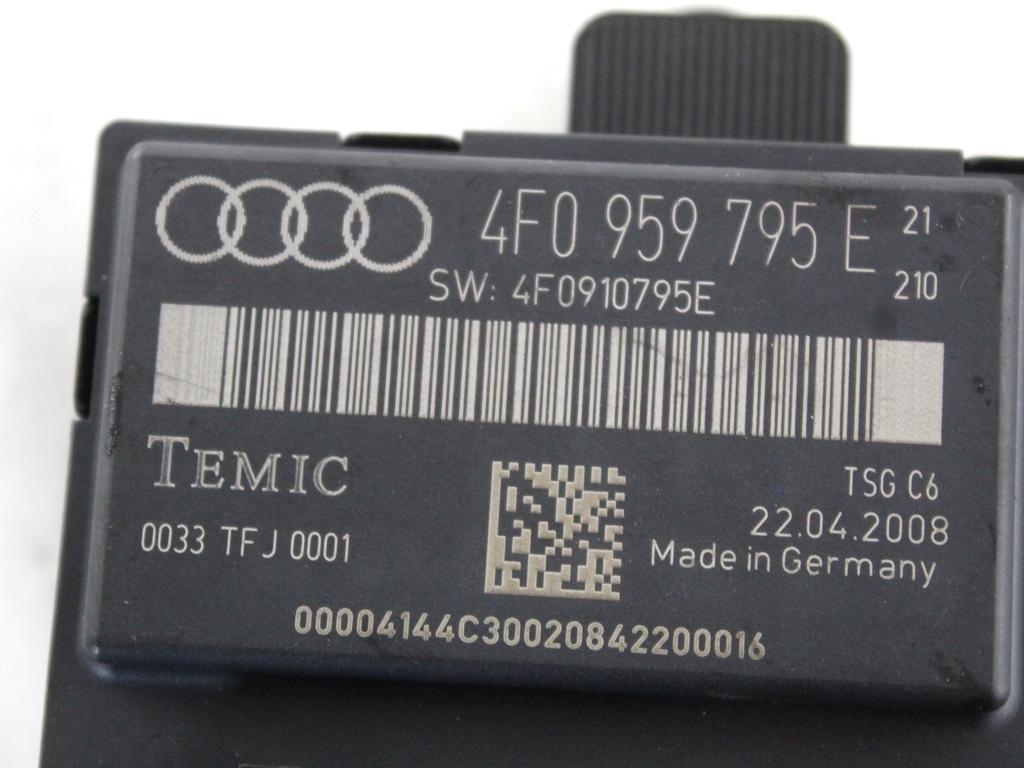 4F0 959 795 E 21
SW: 4F0910795E 210
TEMIC
TSG C6
0033 TFJ 0001
22.04.2008
Made in Germany
00004144C30020842200016